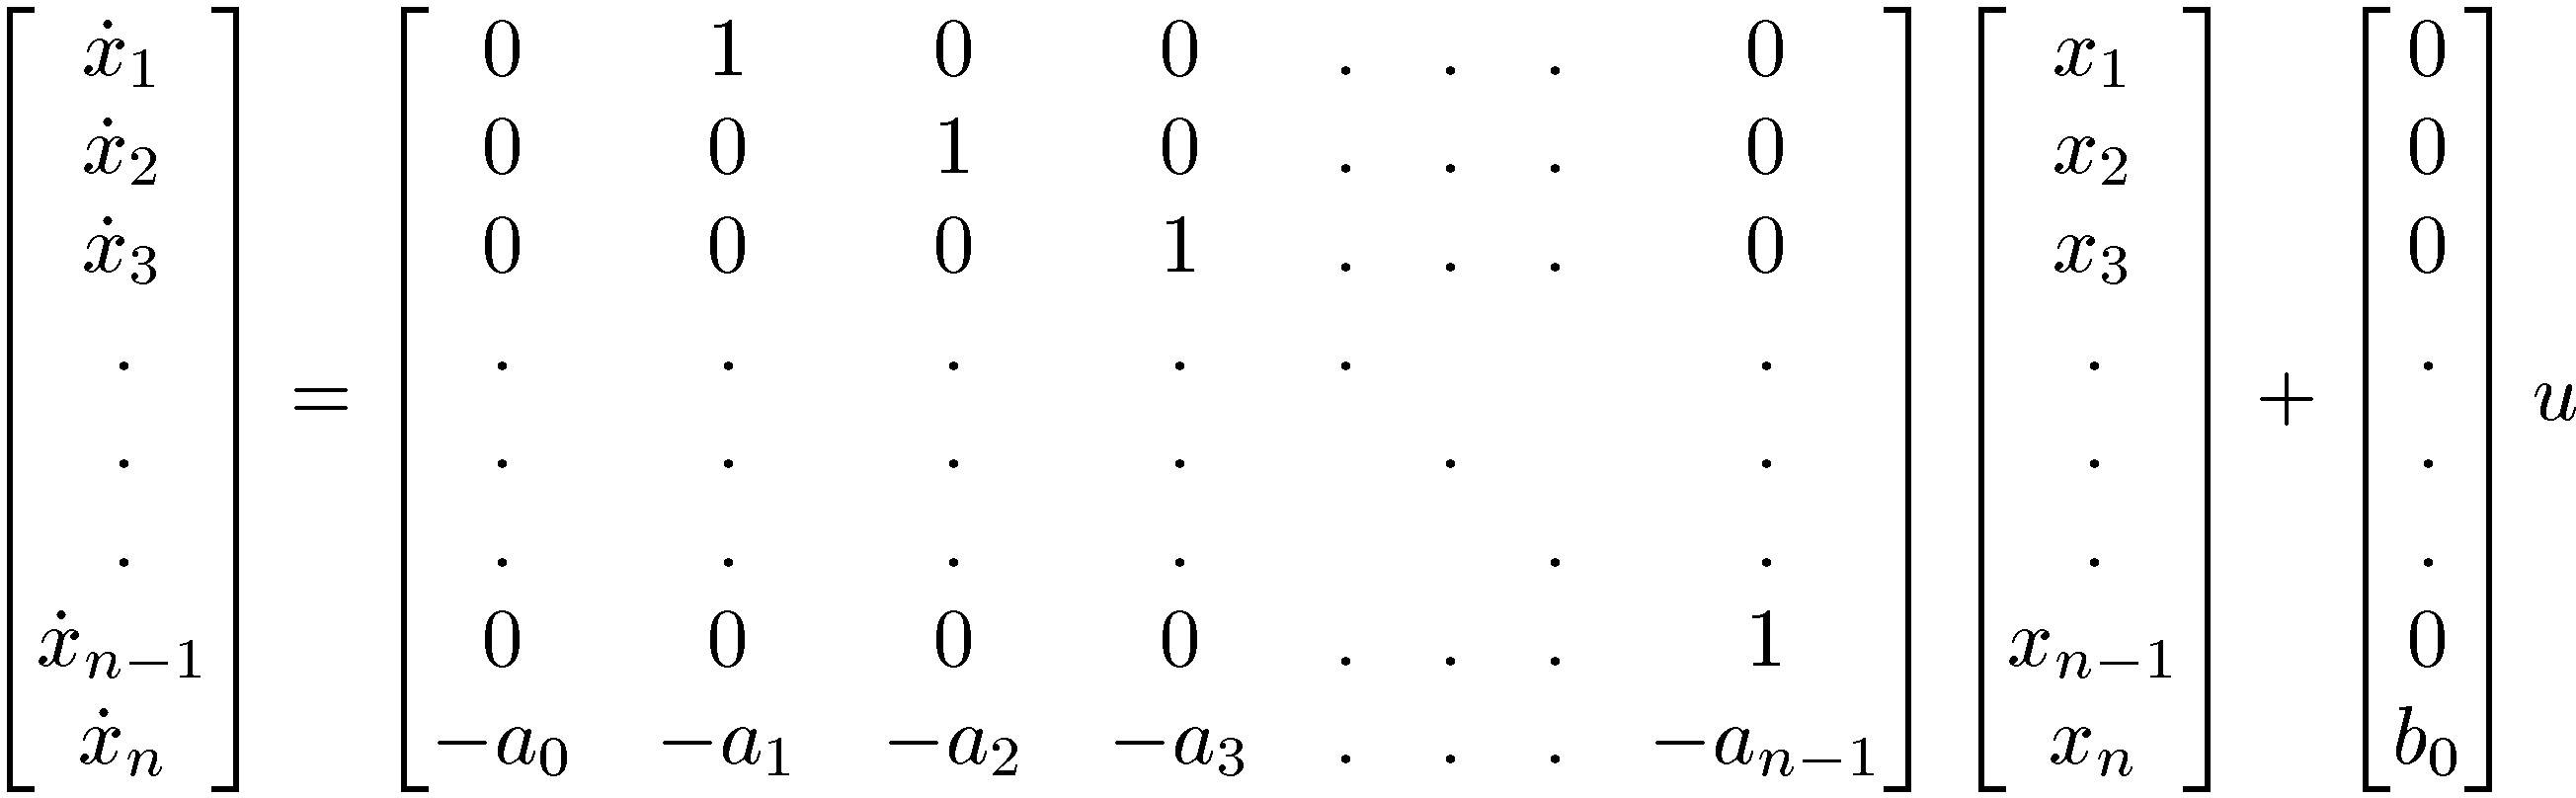 ẋ₁ 0 1 0 0 . . . 0 x₁ 0
ẋ₂ 0 0 1 0 . . . 0 x₂ 0
ẋ₃ 0 0 0 1 . . . 0 x₃ 0
. . . . . . . .
= + u
. . . . . . . .
. . . . . . . .
ẋₙ₋₁ 0 0 0 0 . . . 1 xₙ₋₁ 0
ẋₙ −a₀ −a₁ −a₂ −a₃ . . . −aₙ₋₁ xₙ b₀